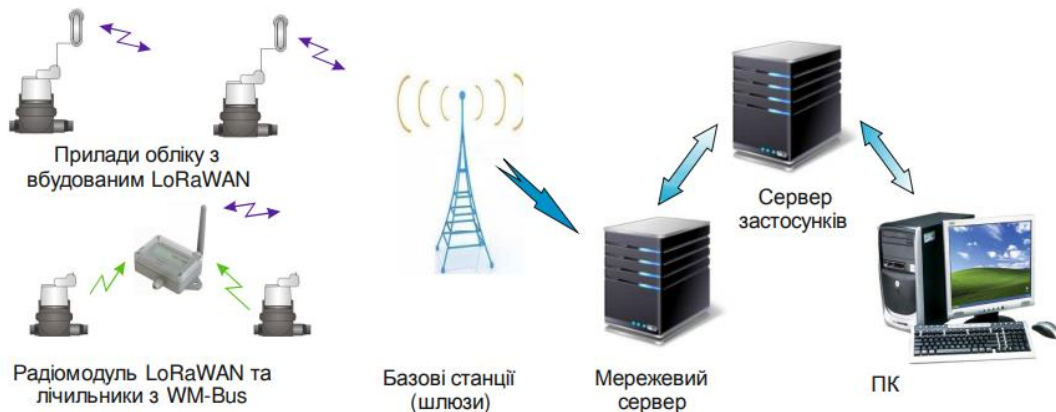 Прилади обліку з
вбудованим LoRaWAN
Сервер
застосунків
Радіомодуль LoRaWAN та
лічильники з WM-Bus
Базові станції
(шлюзи)
Мережевий
сервер
ПК